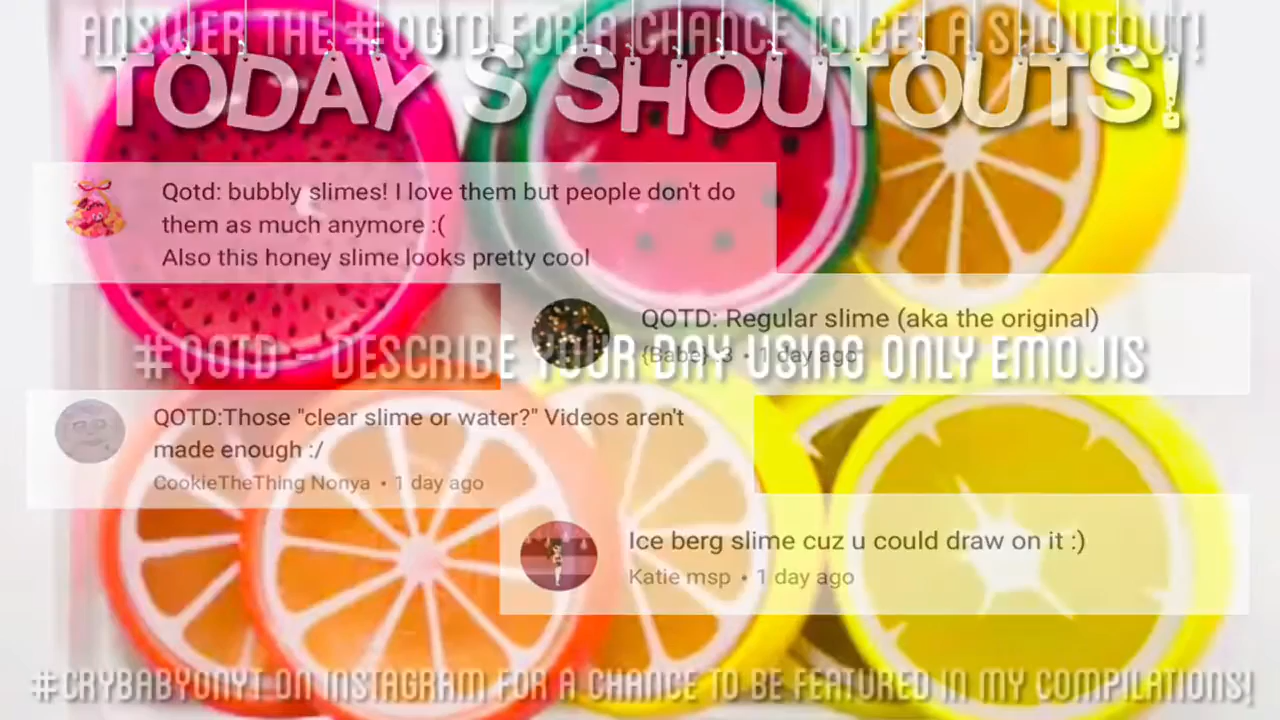 ANSWER THE #QOTD FOR A CHANCE TO GET A SHOUTOUT!
TODAY S SHOUTOUTS!
Qotd: bubbly slimes! I love them but people don't do
them as much anymore :(
Also this honey slime looks pretty cool
QOTD: Regular slime (aka the original)
{Babe} :3 • 1 day ago
#QOTD - DESCRIBE YOUR DAY USING ONLY EMOJIS
QOTD:Those "clear slime or water?" Videos aren't
made enough :/
CookieTheThing Nonya • 1 day ago
Ice berg slime cuz u could draw on it :)
Katie msp • 1 day ago
ON INSTAGRAM FOR A CHANCE TO BE FEATURED IN MY COMPILATIONS!